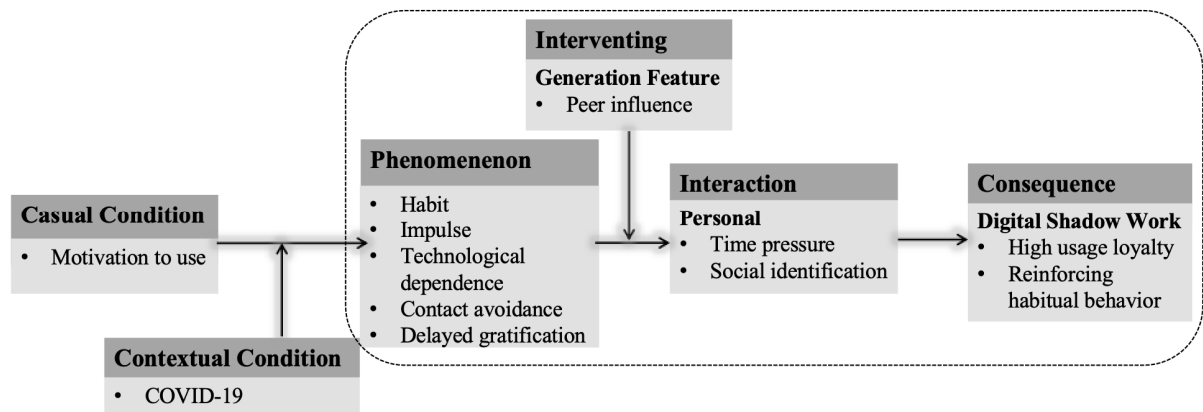 Interventing
Generation Feature
• Peer influence
Phenomenenon
• Habit
• Impulse
• Technological
dependence
• Contact avoidance
• Delayed gratification
Interaction
Personal
• Time pressure
• Social identification
Consequence
Digital Shadow Work
• High usage loyalty
• Reinforcing
habitual behavior
Casual Condition
• Motivation to use
Contextual Condition
• COVID-19